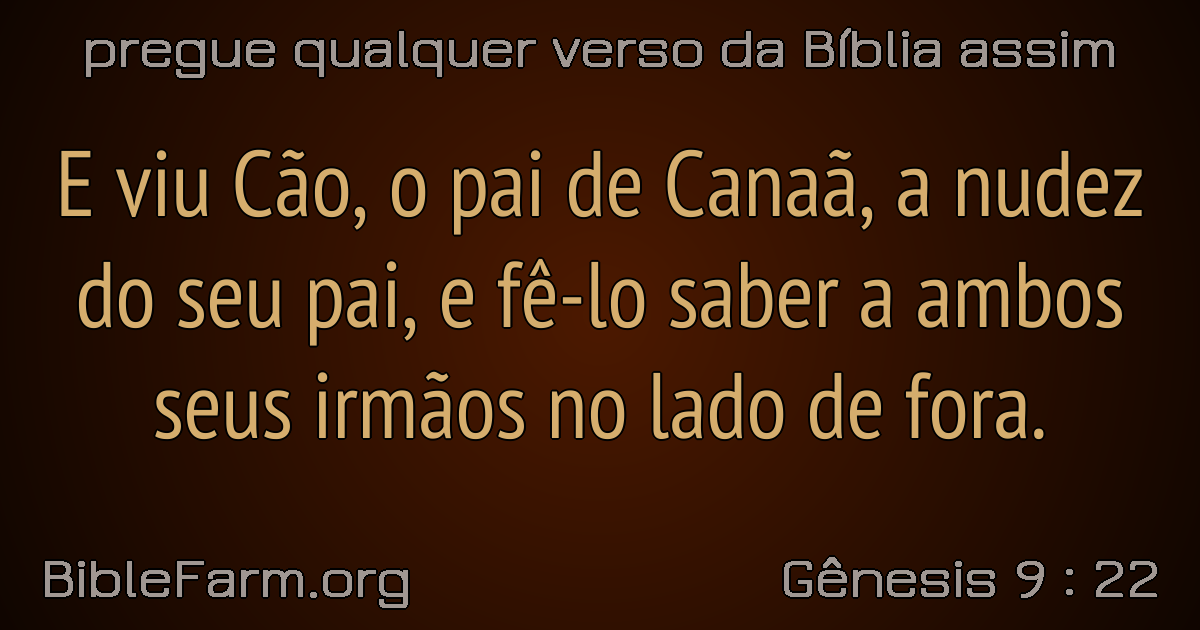 pregue qualquer verso da Bíblia assim
E viu Cão, o pai de Canaã, a nudez
do seu pai, e fê-lo saber a ambos
seus irmãos no lado de fora.
BibleFarm.org
Gênesis 9 : 22